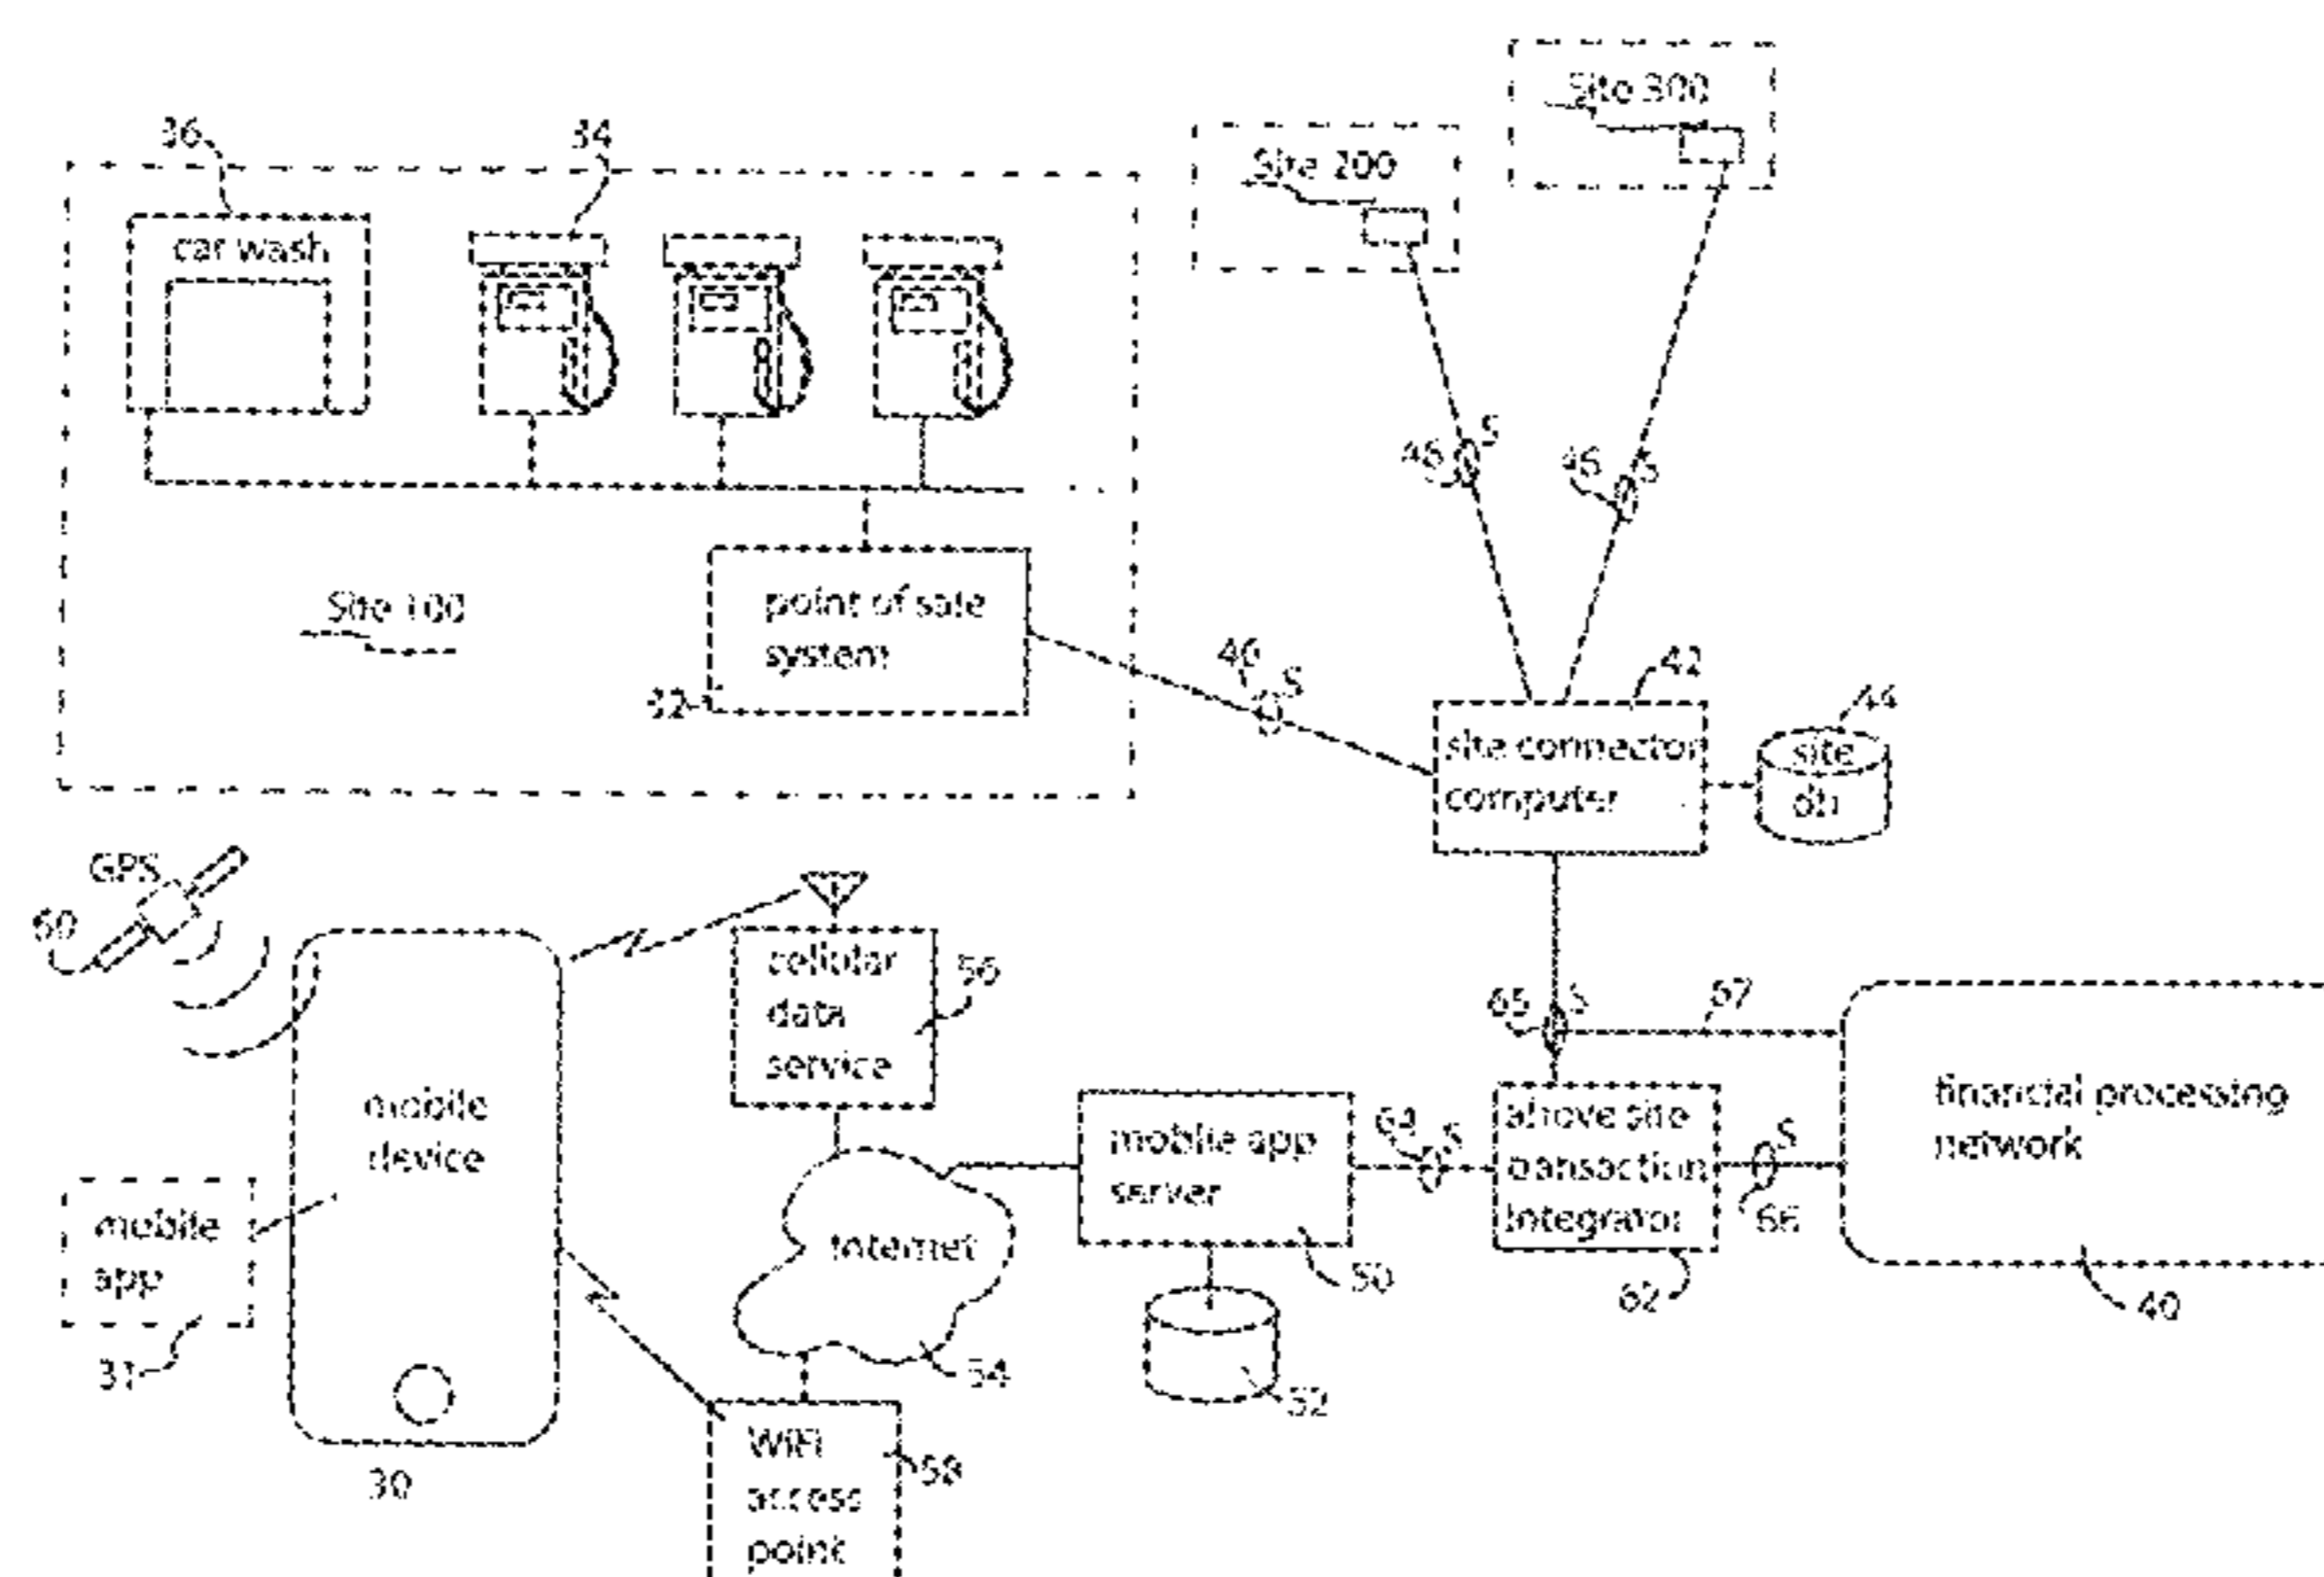 Site 300
36
34
Site 200
car wash
46
S
46
S
Site 100
point of sale
system
32
46
S
42
44
site connector
computer
site
db
GPS
60
cellular
data
service
56
65
S
67
mobile
device
mobile app
server
64
S
above site
transaction
integrator
S
66
financial processing
network
mobile
app
Internet
50
62
40
31
54
52
30
WiFi
access
point
58